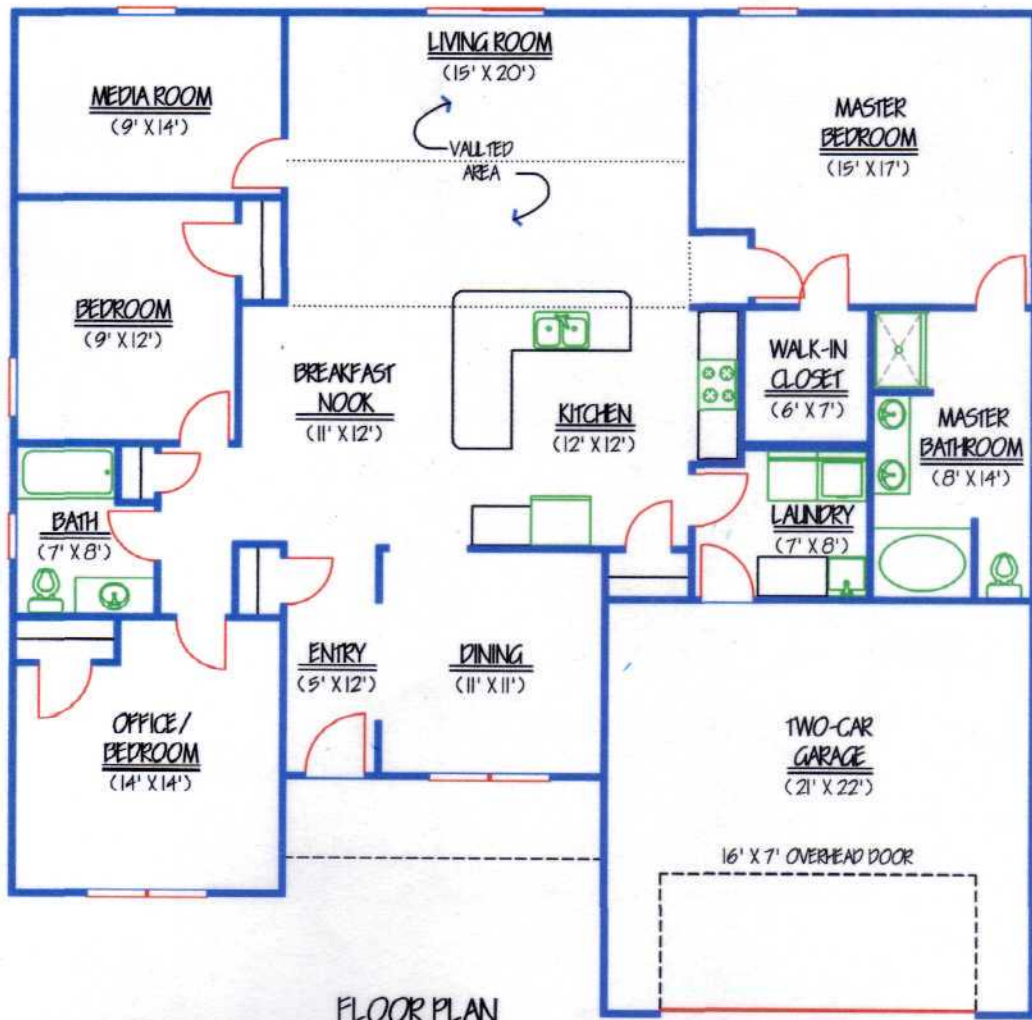 LIVING ROOM
(15' X 20')
MEDIA ROOM
(9' X 14')
MASTER
BEDROOM
(15' X 17')
VAULTED
AREA
BEDROOM
(9' X 12')
BREAKFAST
NOOK
(11' X 12')
KITCHEN
(12' X 12')
WALK-IN
CLOSET
(6' X 7')
MASTER
BATHROOM
(8' X 14')
BATH
(7' X 8')
LAUNDRY
(7' X 8')
ENTRY
(5' X 12')
DINING
(11' X 11')
OFFICE/
BEDROOM
(14' X 14')
TWO-CAR
GARAGE
(21' X 22')
16' X 7' OVERHEAD DOOR
FLOOR PLAN